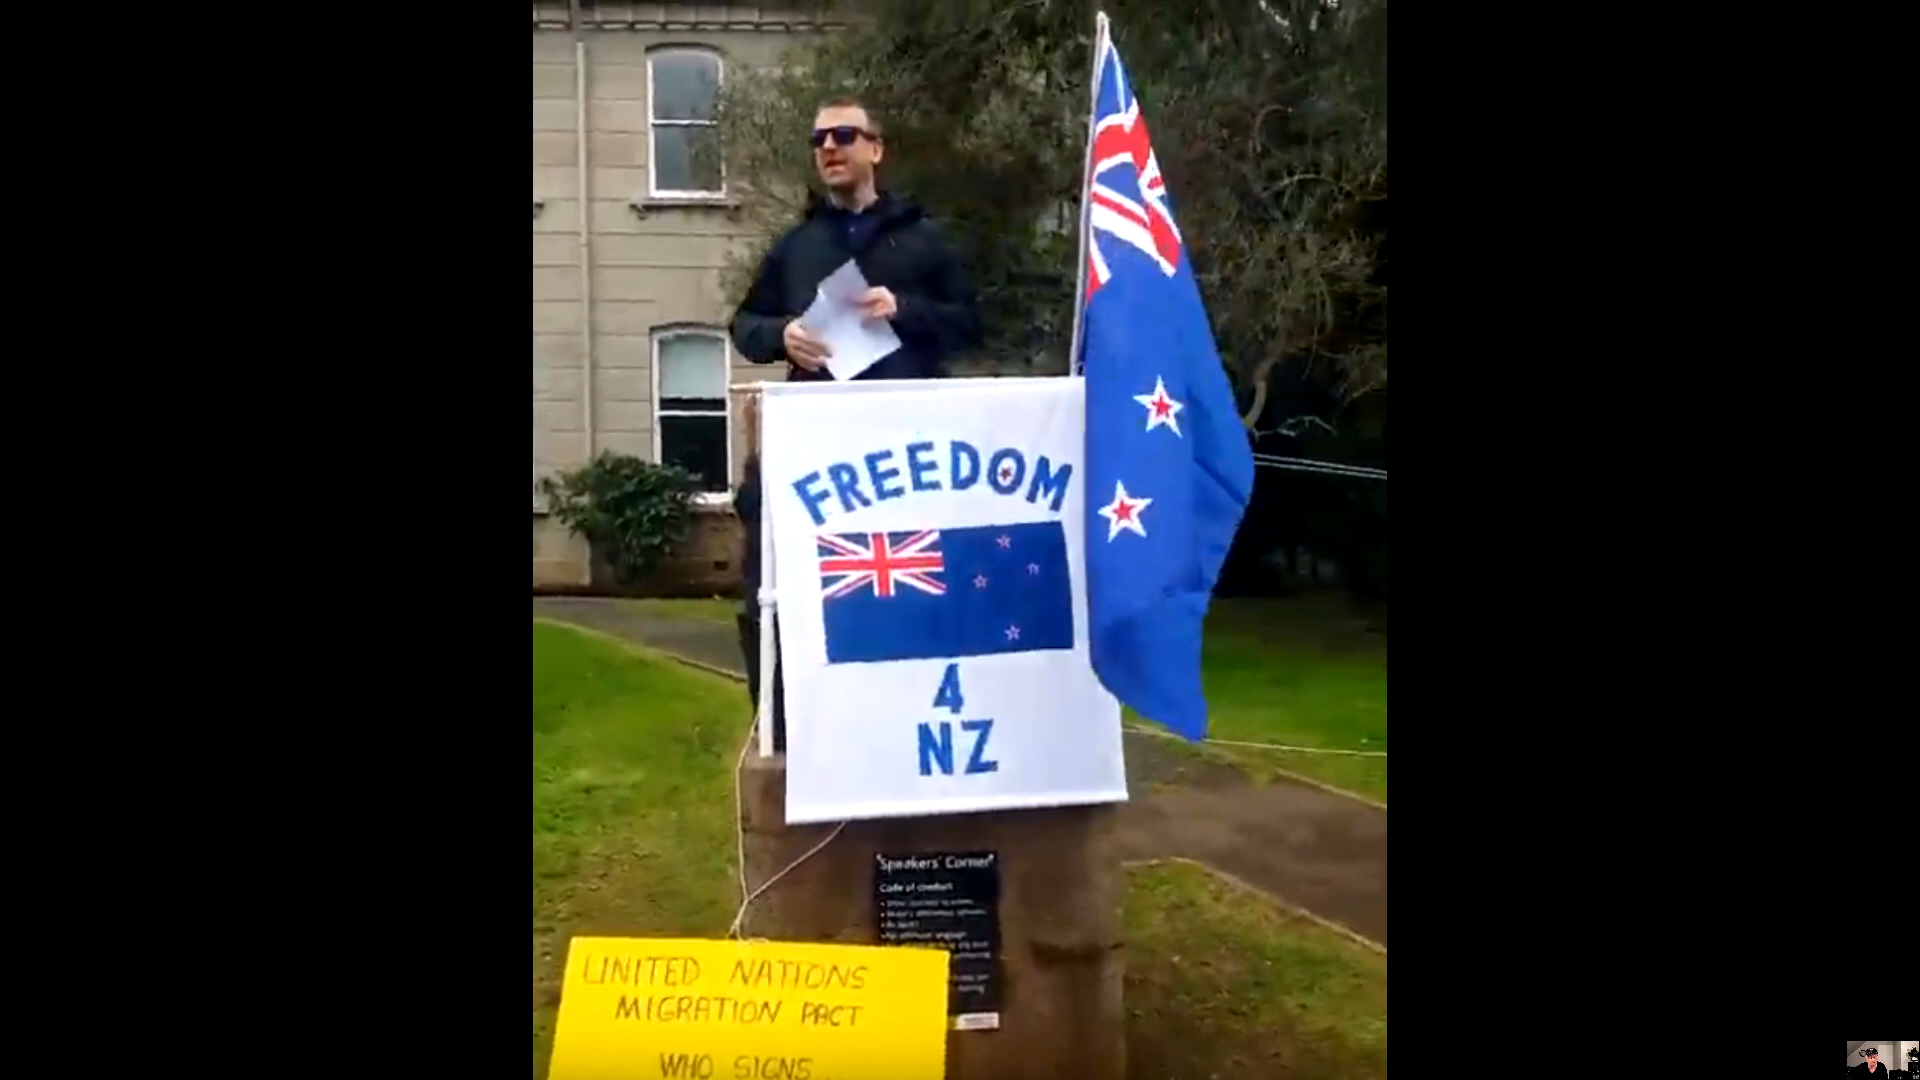 FREEDOM
4
NZ
"Speakers' Corner"
Code of conduct
UNITED NATIONS
MIGRATION PACT
WHO SIGNS...